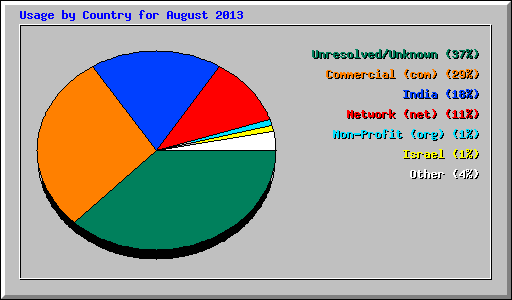 Usage by Country for August 2013
Unresolved/Unknown (37%)
Commercial (com) (29%)
India (18%)
Network (net) (11%)
Non-Profit (org) (1%)
Israel (1%)
Other (4%)